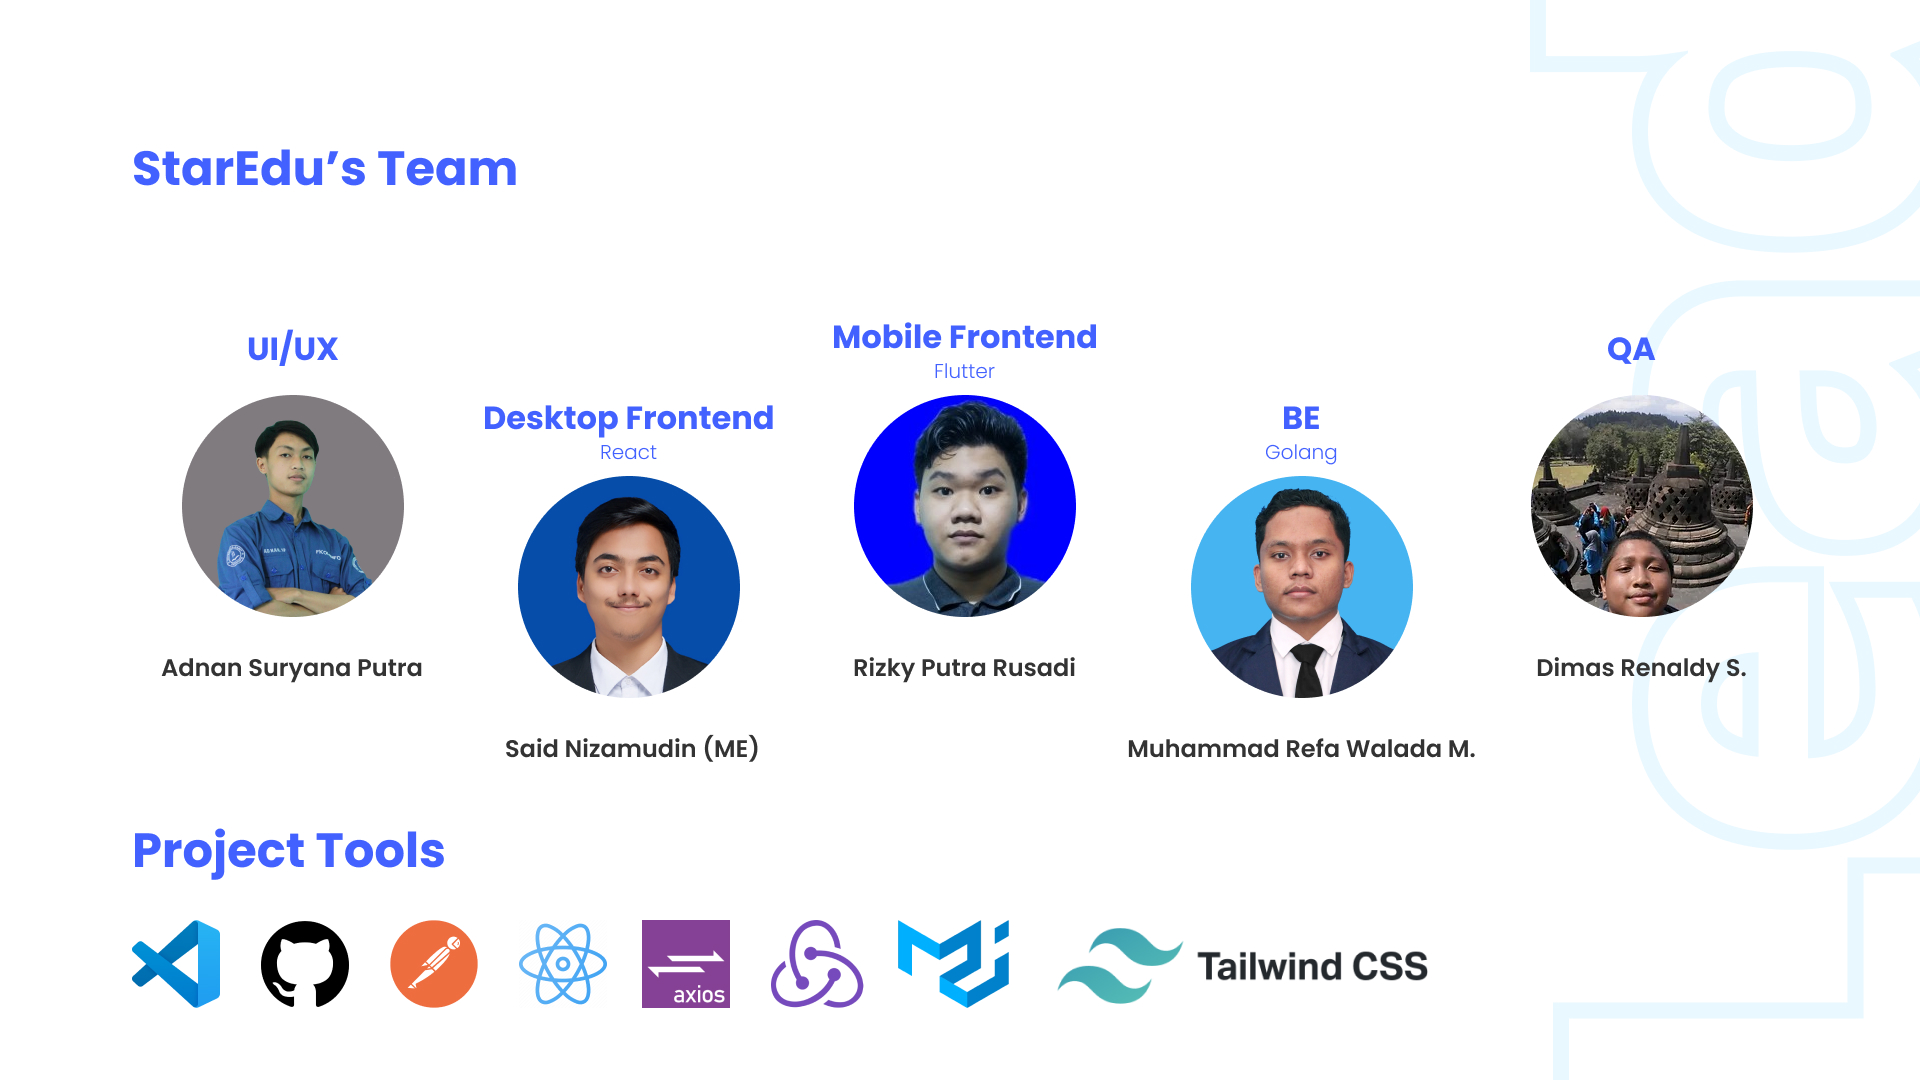 StarEdu’s Team
UI/UX
Adnan Suryana Putra
Desktop Frontend
React
Said Nizamudin (ME)
Mobile Frontend
Flutter
Rizky Putra Rusadi
BE
Golang
Muhammad Refa Walada M.
QA
Dimas Renaldy S.
Project Tools
axios
Tailwind CSS
Lead